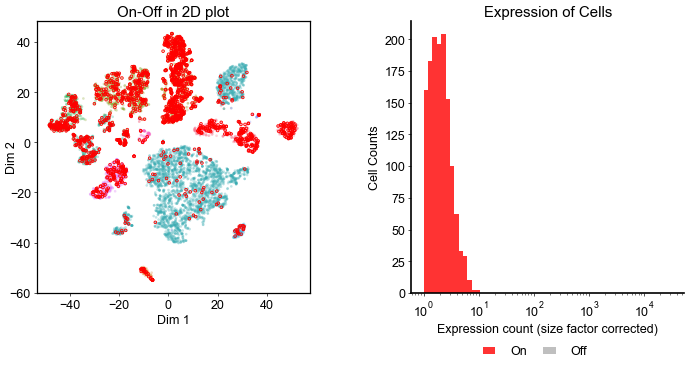 On-Off in 2D plot
40
20
0
−20
−40
−60
Dim 2
−40 −20 0 20 40
Dim 1
Expression of Cells
200
175
150
125
100
75
50
25
0
Cell Counts
10^0 10^1 10^2 10^3 10^4
Expression count (size factor corrected)
On Off